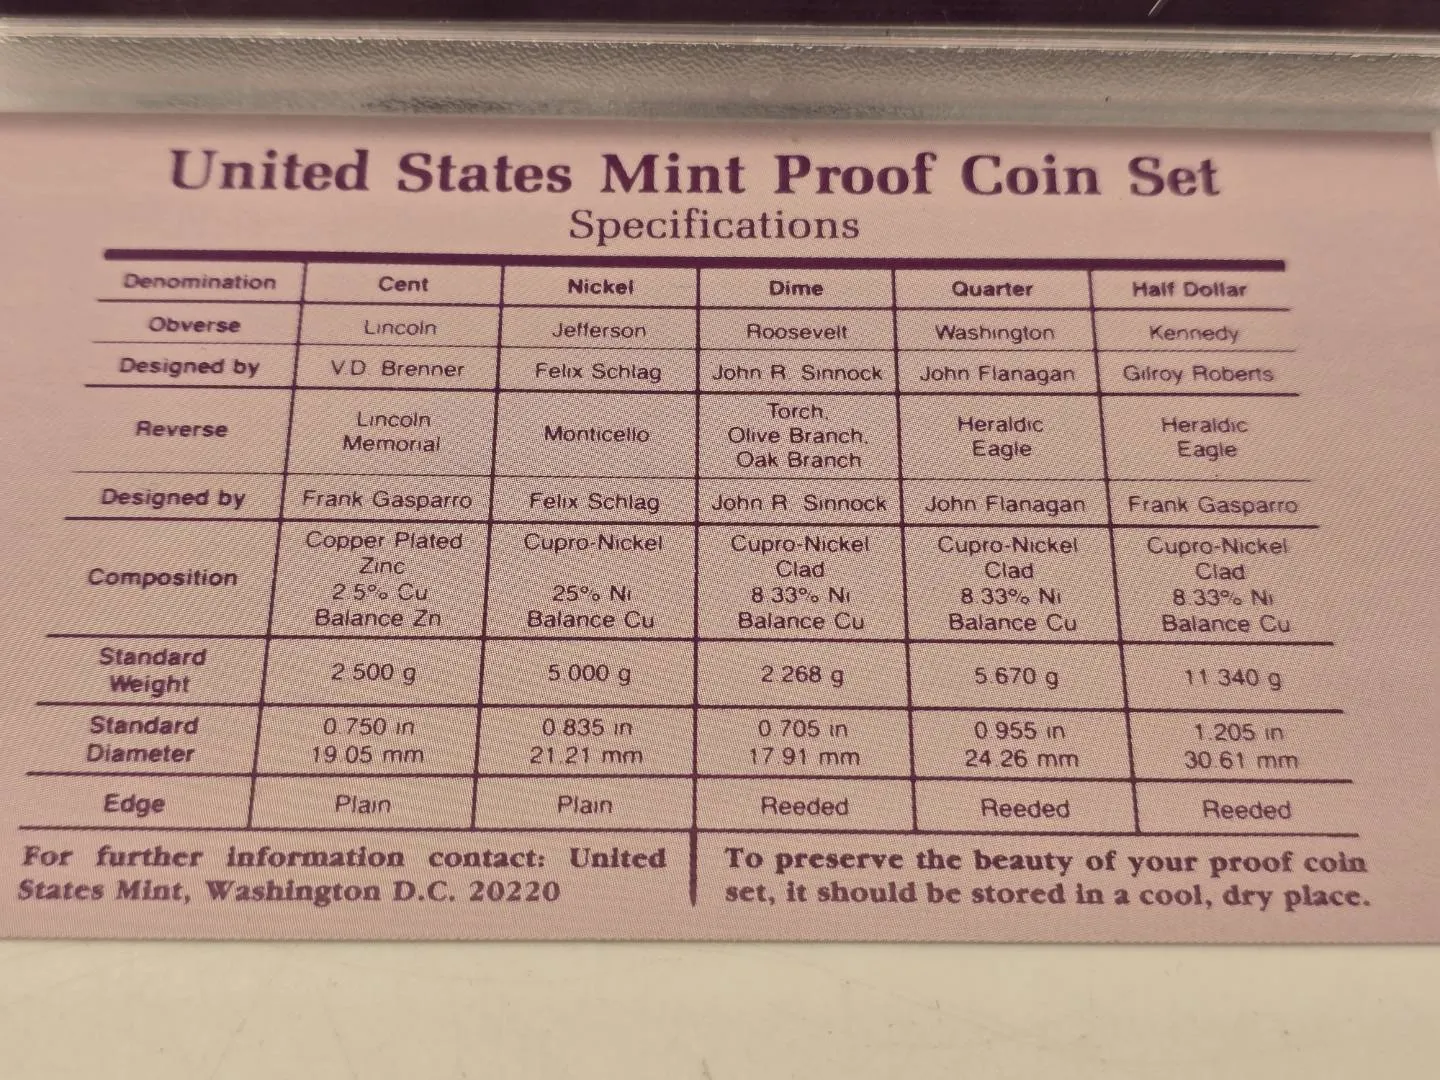 United States Mint Proof Coin Set
Specifications
Denomination Cent Nickel Dime Quarter Half Dollar
Obverse Lincoln Jefferson Roosevelt Washington Kennedy
Designed by V.D. Brenner Felix Schlag John R. Sinnock John Flanagan Gilroy Roberts
Reverse Lincoln Memorial Monticello Torch, Olive Branch, Oak Branch Heraldic Eagle Heraldic Eagle
Designed by Frank Gasparro Felix Schlag John R. Sinnock John Flanagan Frank Gasparro
Composition Copper Plated Zinc 2.5% Cu Balance Zn Cupro-Nickel 25% Ni Balance Cu Cupro-Nickel Clad 8.33% Ni Balance Cu Cupro-Nickel Clad 8.33% Ni Balance Cu Cupro-Nickel Clad 8.33% Ni Balance Cu
Standard Weight 2.500 g 5.000 g 2.268 g 5.670 g 11.340 g
Standard Diameter 0.750 in 19.05 mm 0.835 in 21.21 mm 0.705 in 17.91 mm 0.955 in 24.26 mm 1.205 in 30.61 mm
Edge Plain Plain Reeded Reeded Reeded
For further information contact: United
States Mint, Washington D.C. 20220
To preserve the beauty of your proof coin
set, it should be stored in a cool, dry place.